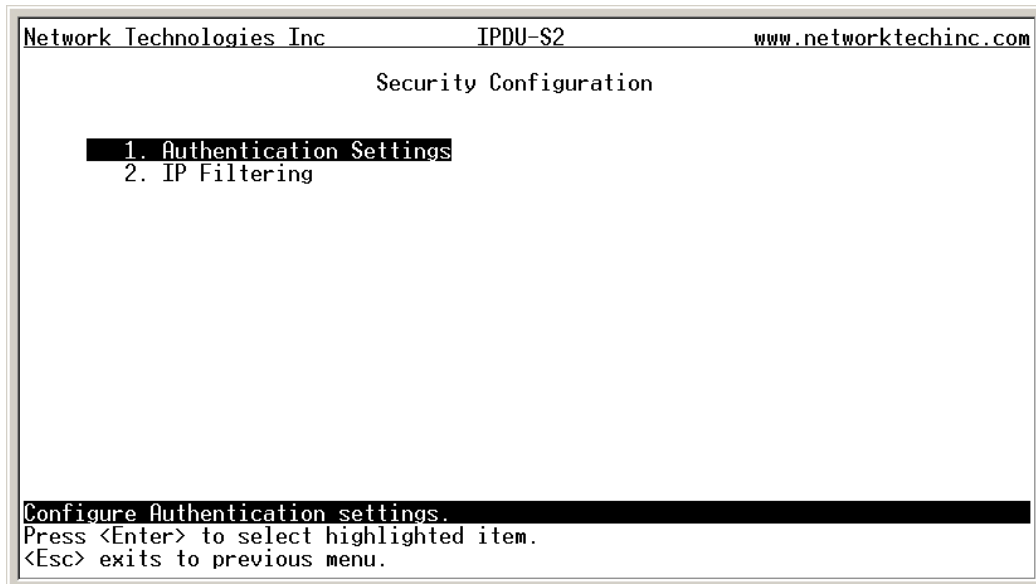 Network Technologies Inc IPDU-S2 www.networktechinc.com
Security Configuration
1. Authentication Settings
2. IP Filtering
Configure Authentication settings.
Press <Enter> to select highlighted item.
<Esc> exits to previous menu.